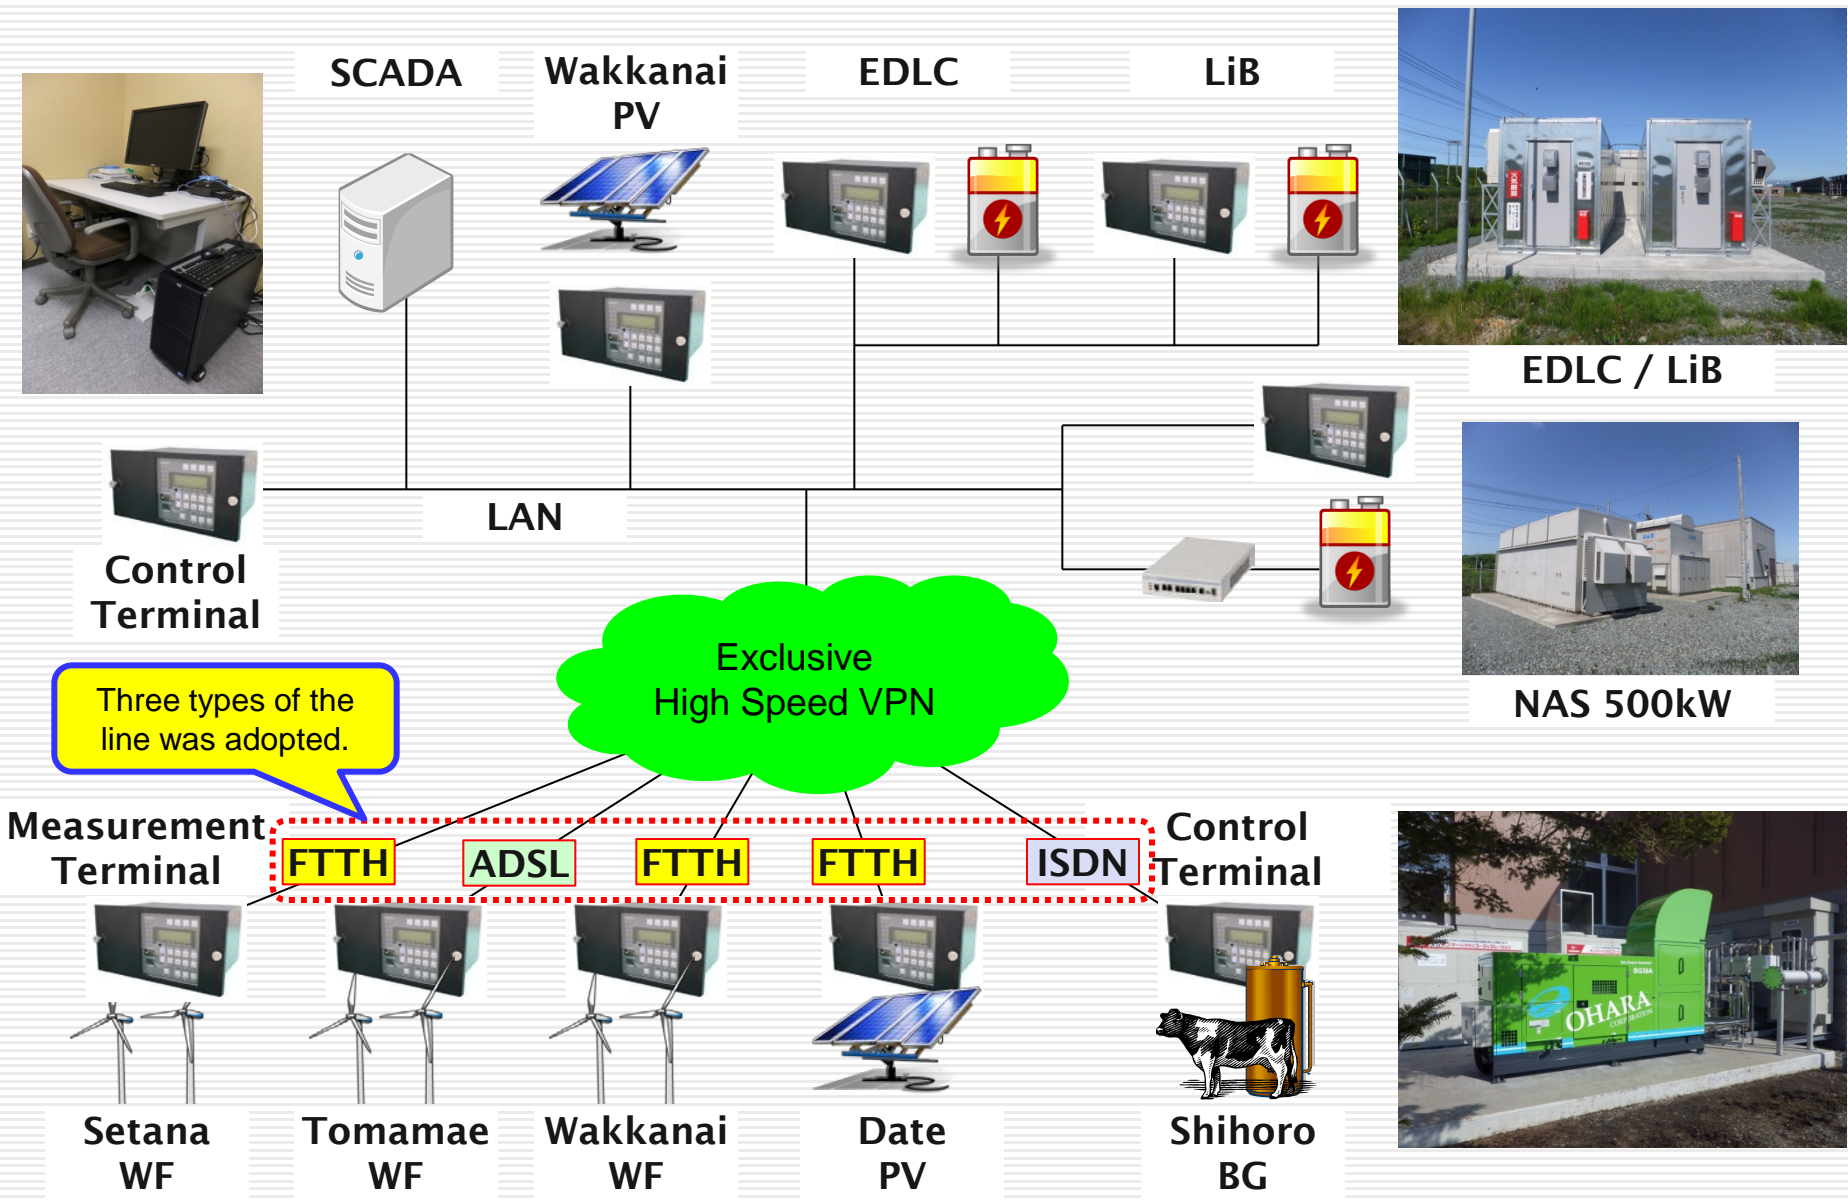 SCADA
Wakkanai
PV
EDLC
LiB
EDLC / LiB
LAN
Control
Terminal
Exclusive
High Speed VPN
NAS 500kW
Three types of the
line was adopted.
Measurement
Terminal
FTTH
ADSL
FTTH
FTTH
ISDN
Control
Terminal
OHARA
CORPORATION
BG30A
Setana
WF
Tomamae
WF
Wakkanai
WF
Date
PV
Shihoro
BG